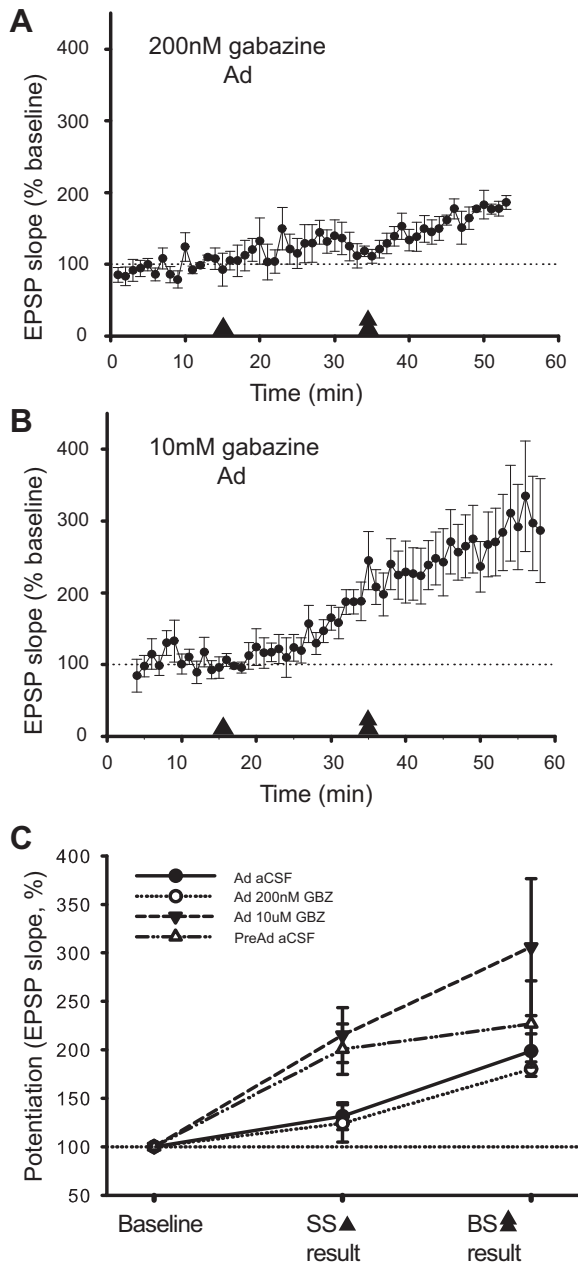 A
200nM gabazine
Ad
EPSP slope (% baseline)
400
300
200
100
0
0 10 20 30 40 50 60
Time (min)
B
10mM gabazine
Ad
EPSP slope (% baseline)
400
300
200
100
0
0 10 20 30 40 50 60
Time (min)
C
Potentiation (EPSP slope, %)
400
350
300
250
200
150
100
50
Ad aCSF
Ad 200nM GBZ
Ad 10uM GBZ
PreAd aCSF
Baseline
SS
result
BS
result